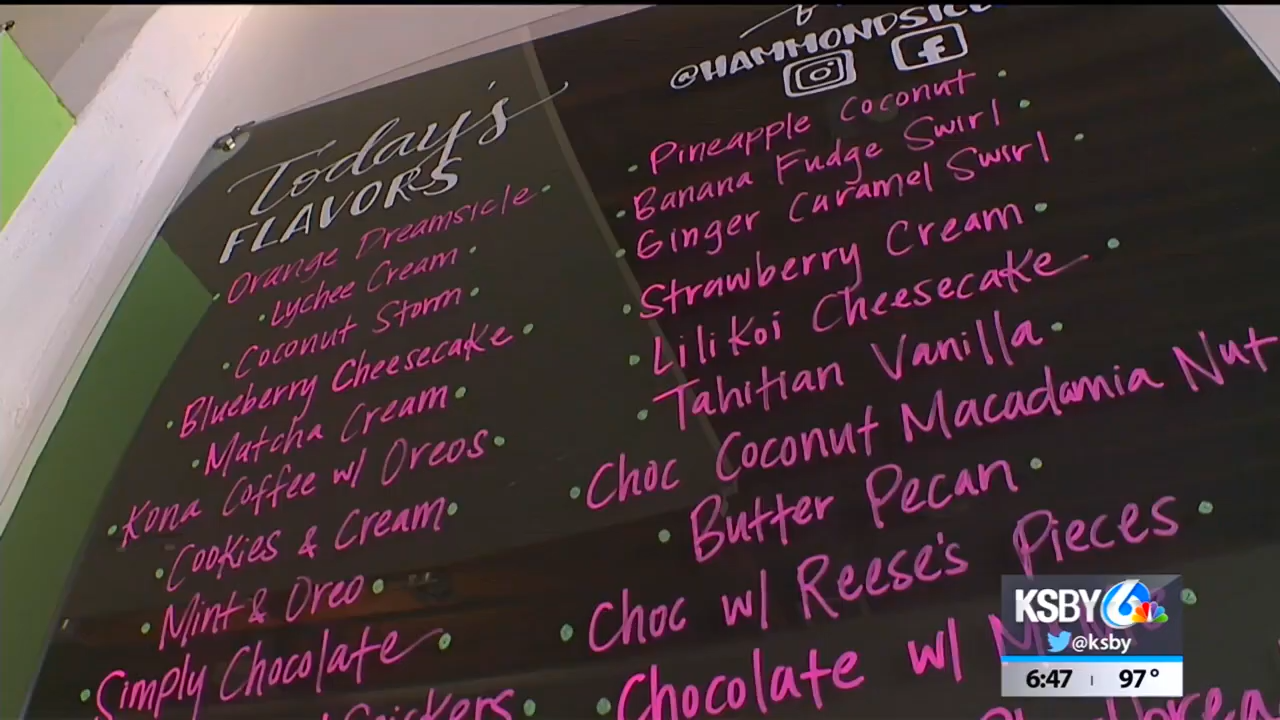 Today's
FLAVORS
Orange Dreamsicle
Lychee Cream
Coconut Storm
Blueberry Cheesecake
Matcha Cream
Kona Coffee w/ Oreos
Cookies & Cream
Mint & Oreo
Simply Chocolate
@HAMMONDSIC
Pineapple Coconut
Banana Fudge Swirl
Ginger Caramel Swirl
Strawberry Cream
Lilikoi Cheesecake
Tahitian Vanilla
Choc Coconut Macadamia Nut
Butter Pecan
Choc w/ Reese's Pieces
Chocolate w/
KSBY 6
@ksby
6:47 97°